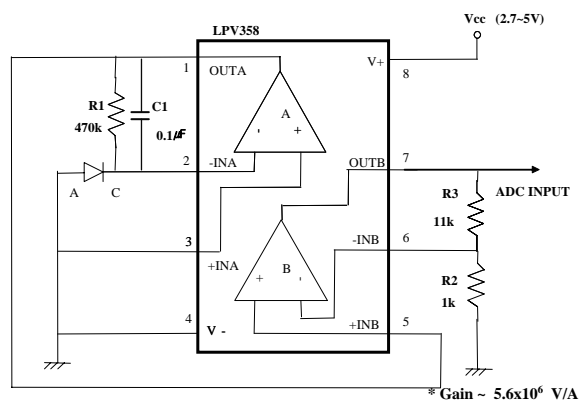 Vcc (2.7~5V)
LPV358
1
OUTA
V+
8
R1
470k
C1
0.1㎌
A
- +
2
-INA
OUTB
7
A C
R3
11k
ADC INPUT
3
+INA
-INB
6
B
+ -
R2
1k
4
V -
+INB
5
* Gain ~ 5.6x10⁶ V/A